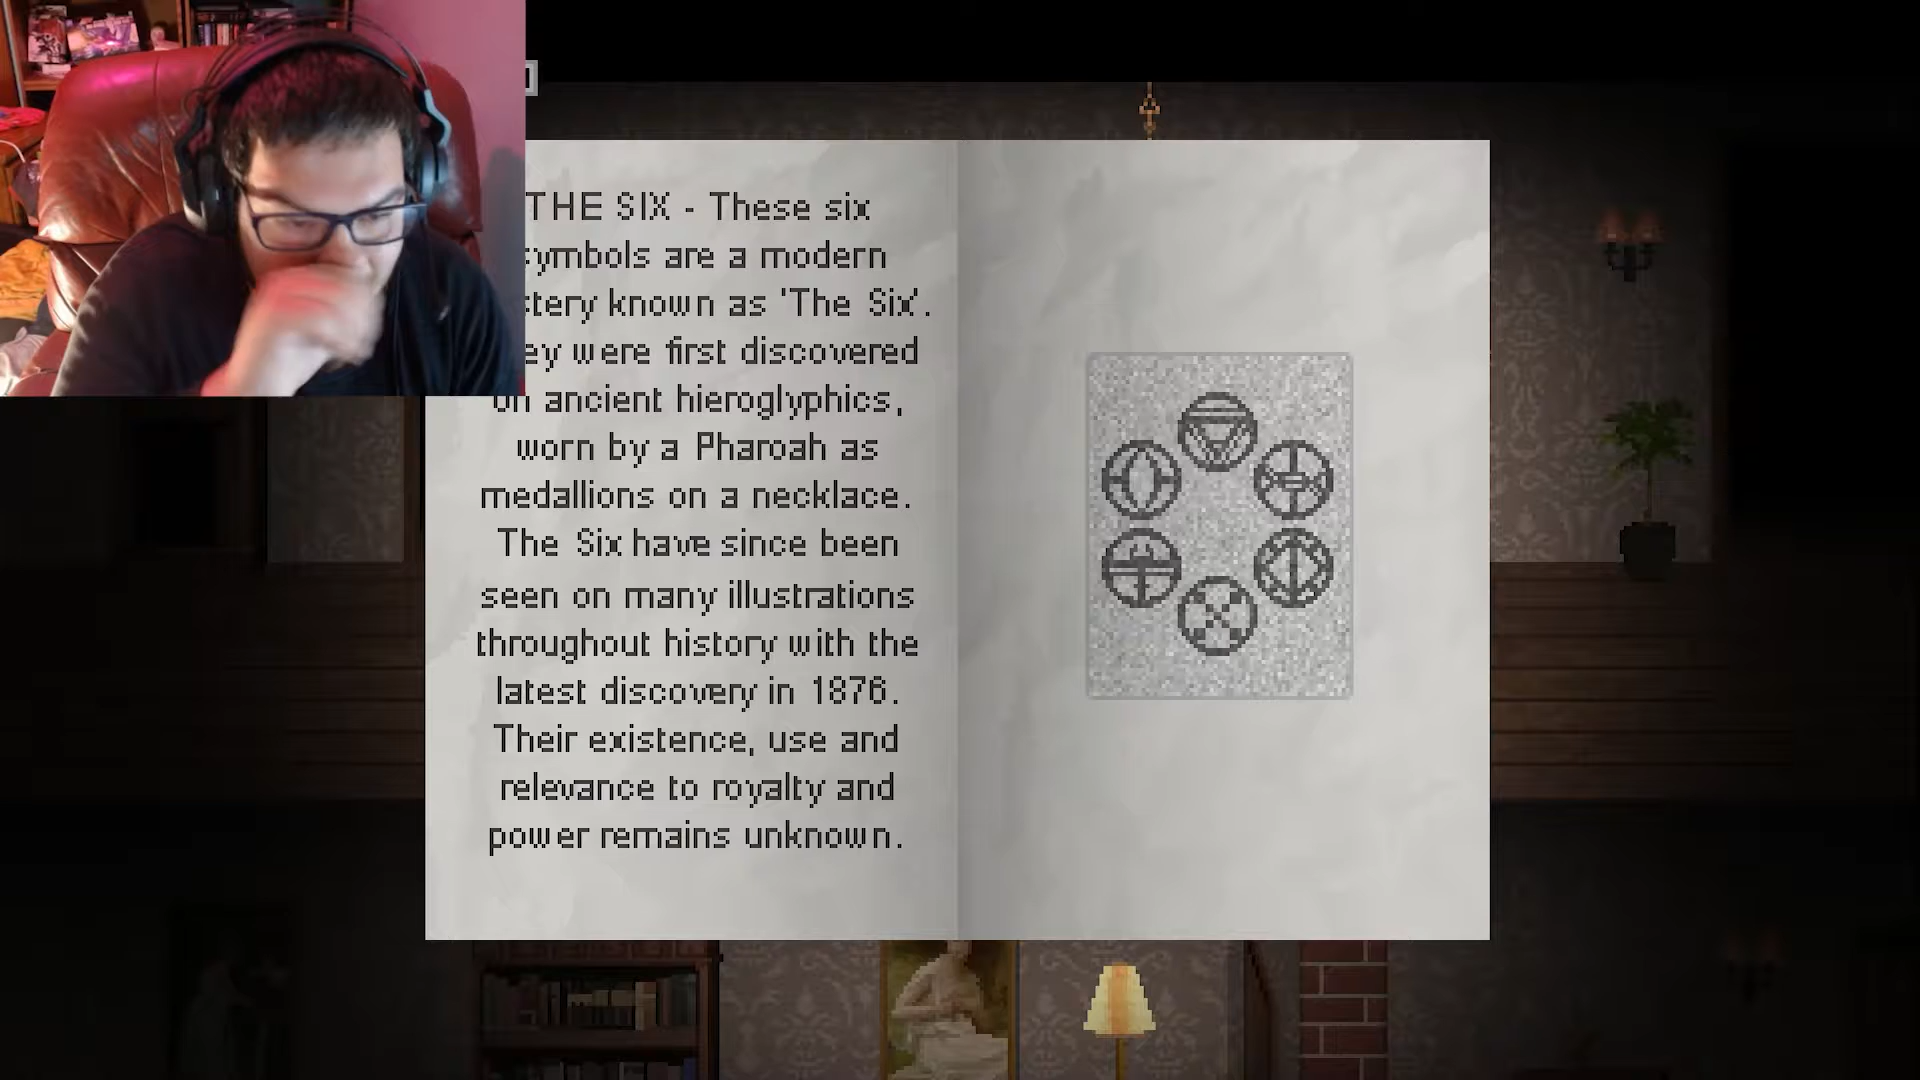 THE SIX - These six
symbols are a modern
known as 'The Six'.
were first discovered
on ancient hieroglyphics,
worn by a Pharoah as
medallions on a necklace.
The Six have since been
seen on many illustrations
throughout history with the
latest discovery in 1876.
Their existence, use and
relevance to royalty and
power remains unknown.